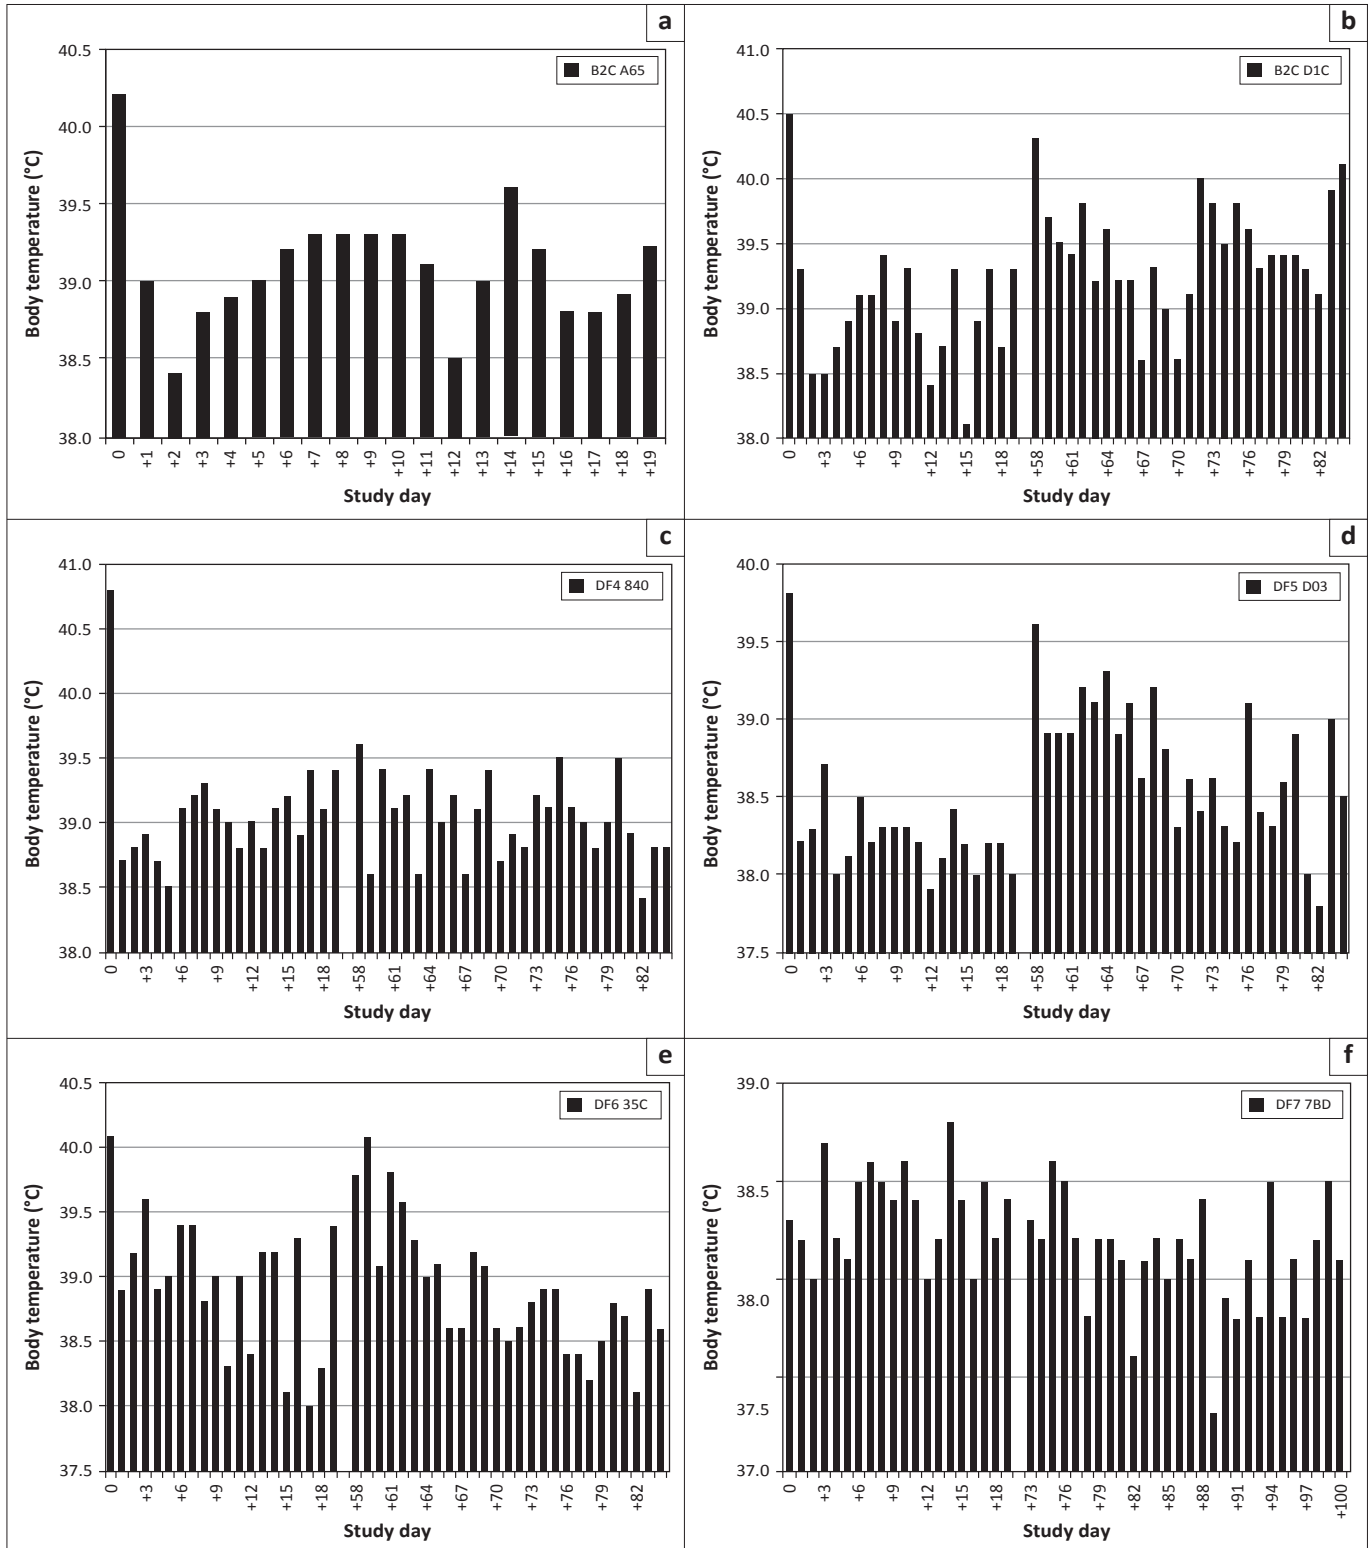 a
40.5
40.0
39.5
39.0
38.5
38.0
Body temperature (°C)
B2C A65
0 +1 +2 +3 +4 +5 +6 +7 +8 +9 +10 +11 +12 +13 +14 +15 +16 +17 +18 +19
Study day
b
41.0
40.5
40.0
39.5
39.0
38.5
38.0
Body temperature (°C)
B2C D1C
0 +3 +6 +9 +12 +15 +18 +58 +61 +64 +67 +70 +73 +76 +79 +82
Study day
c
41.0
40.5
40.0
39.5
39.0
38.5
38.0
Body temperature (°C)
DF4 840
0 +3 +6 +9 +12 +15 +18 +58 +61 +64 +67 +70 +73 +76 +79 +82
Study day
d
40.0
39.5
39.0
38.5
38.0
37.5
Body temperature (°C)
DF5 D03
0 +3 +6 +9 +12 +15 +18 +58 +61 +64 +67 +70 +73 +76 +79 +82
Study day
e
40.5
40.0
39.5
39.0
38.5
38.0
37.5
Body temperature (°C)
DF6 35C
0 +3 +6 +9 +12 +15 +18 +58 +61 +64 +67 +70 +73 +76 +79 +82
Study day
f
39.0
38.5
38.0
37.5
37.0
Body temperature (°C)
DF7 7BD
0 +3 +6 +9 +12 +15 +18 +73 +76 +79 +82 +85 +88 +91 +94 +97 +100
Study day